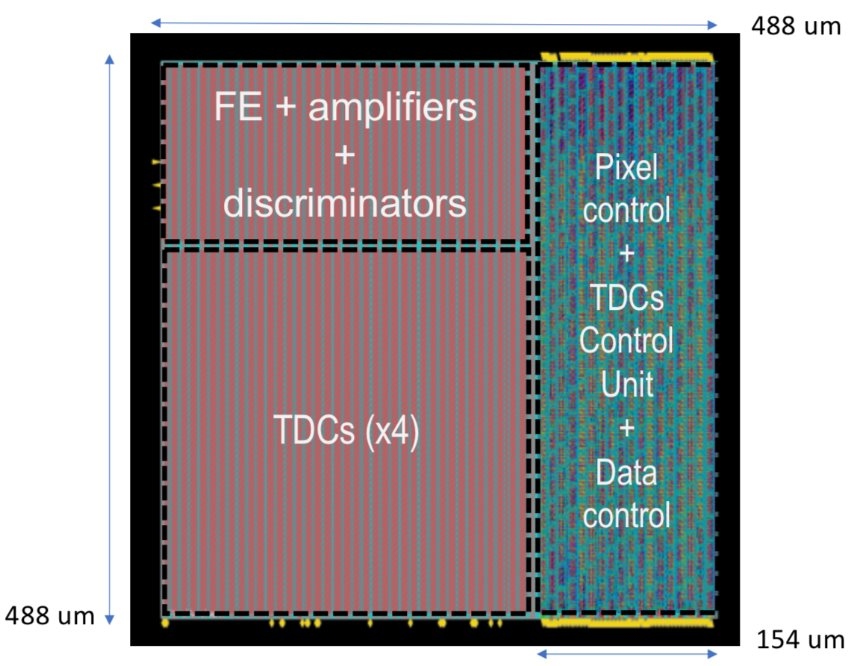 488 um
FE + amplifiers
+
discriminators
Pixel
control
+
TDCs
Control
Unit
+
Data
control
TDCs (x4)
488 um
154 um